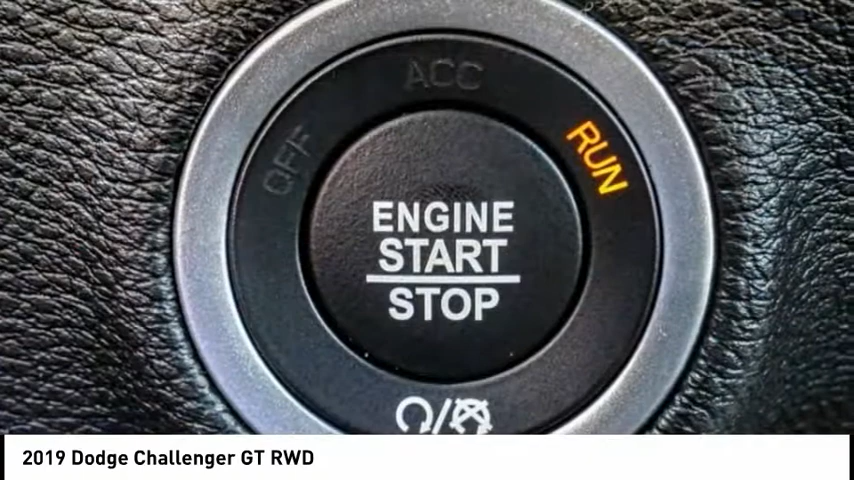 ACC
OFF
RUN
ENGINE
START
STOP
2019 Dodge Challenger GT RWD